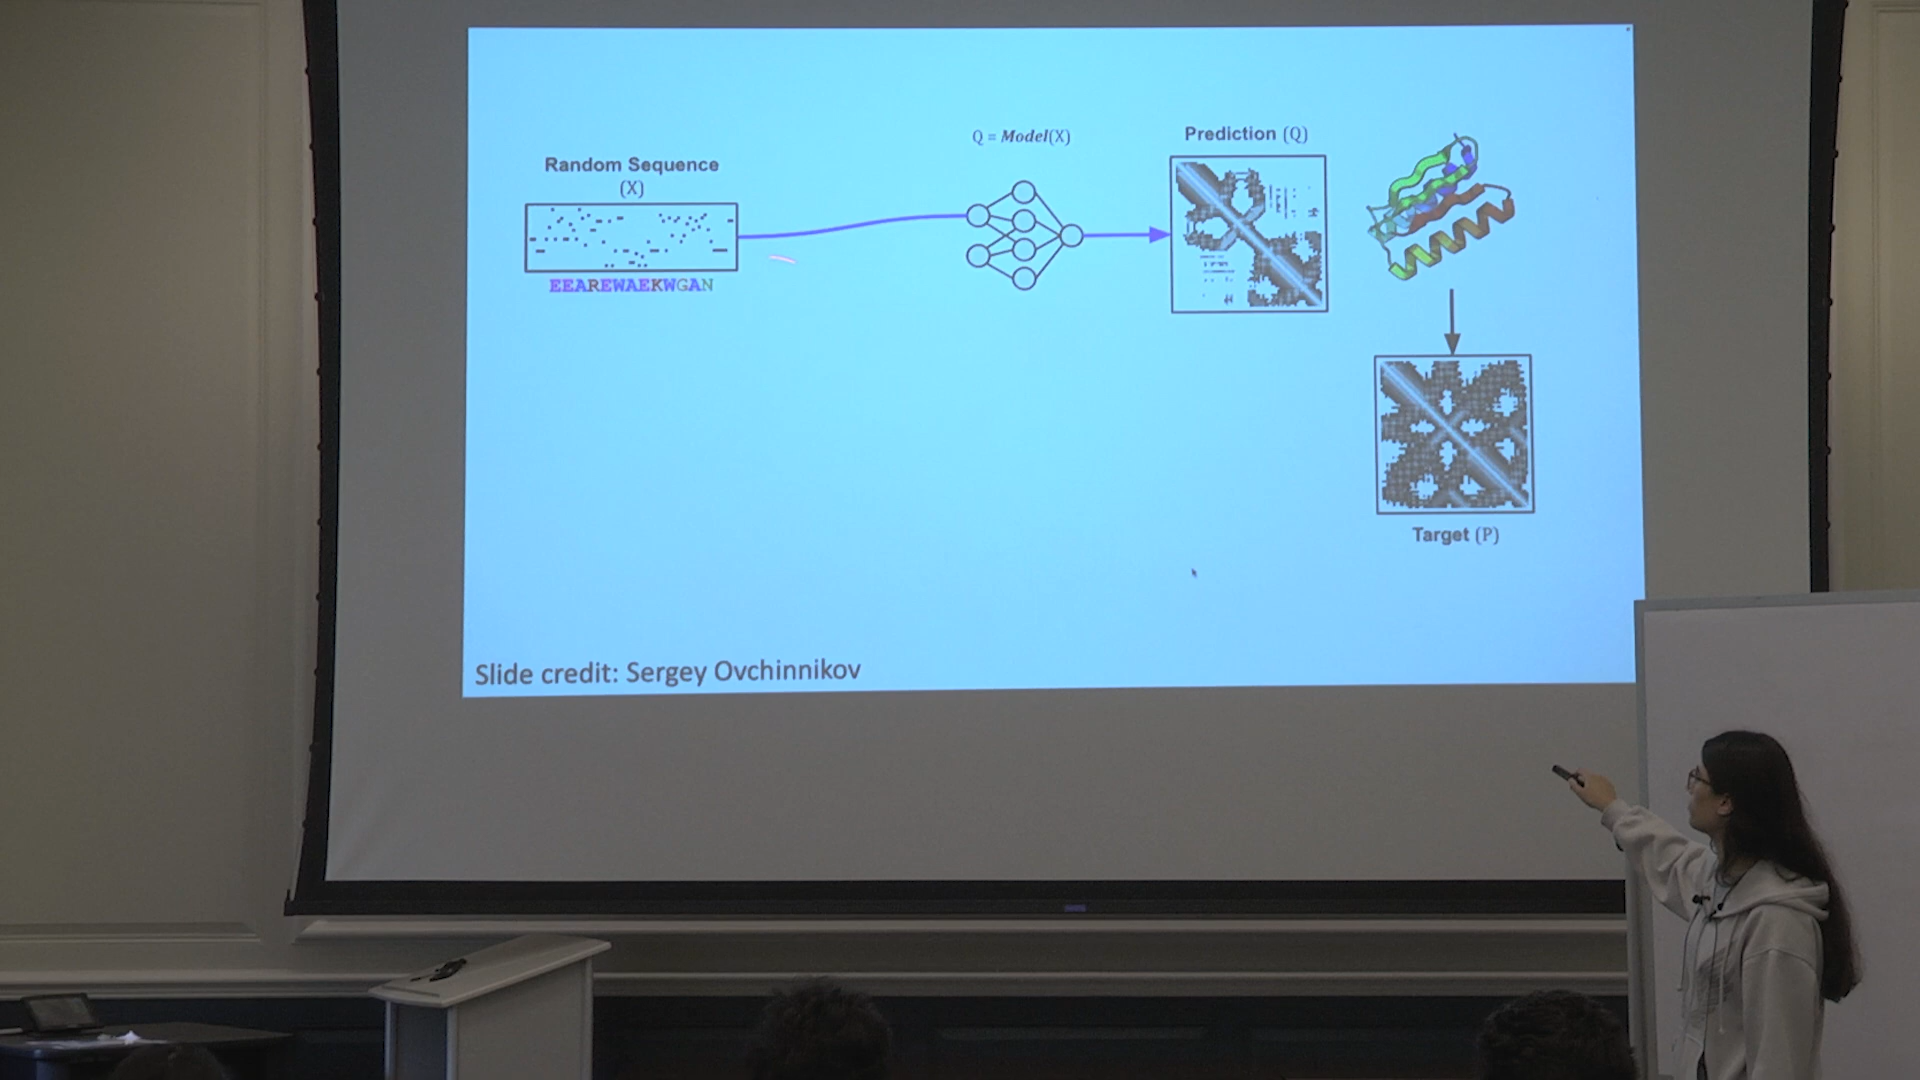 Random Sequence
(X)
EEAREWAEKWGAN
Q = Model(X)
Prediction (Q)
Target (P)
Slide credit: Sergey Ovchinnikov